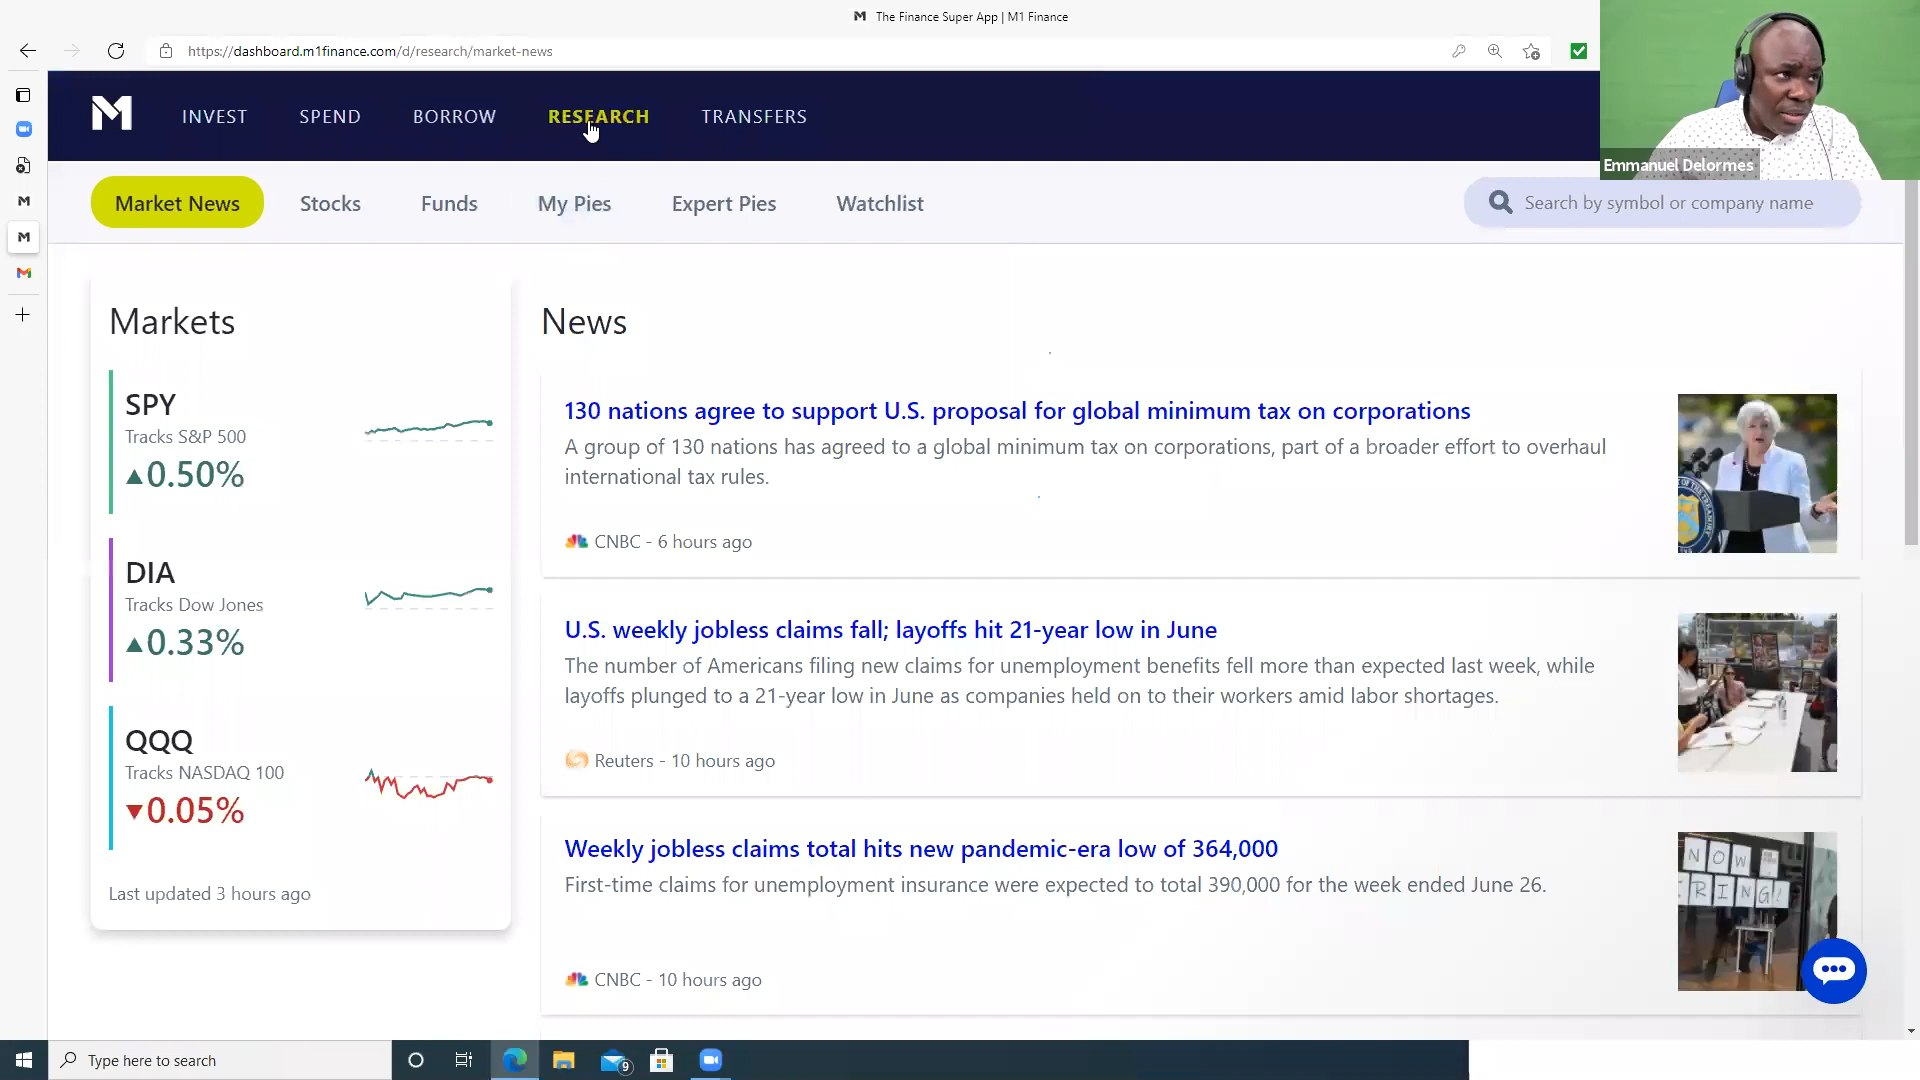 The Finance Super App | M1 Finance
https://dashboard.m1finance.com/d/research/market-news
INVEST SPEND BORROW RESEARCH TRANSFERS
Emmanuel Delormes
Market News Stocks Funds My Pies Expert Pies Watchlist Search by symbol or company name
Markets
SPY
Tracks S&P 500
▲0.50%
DIA
Tracks Dow Jones
▲0.33%
QQQ
Tracks NASDAQ 100
▼0.05%
Last updated 3 hours ago
News
130 nations agree to support U.S. proposal for global minimum tax on corporations
A group of 130 nations has agreed to a global minimum tax on corporations, part of a broader effort to overhaul
international tax rules.
CNBC - 6 hours ago
U.S. weekly jobless claims fall; layoffs hit 21-year low in June
The number of Americans filing new claims for unemployment benefits fell more than expected last week, while
layoffs plunged to a 21-year low in June as companies held on to their workers amid labor shortages.
Reuters - 10 hours ago
Weekly jobless claims total hits new pandemic-era low of 364,000
First-time claims for unemployment insurance were expected to total 390,000 for the week ended June 26.
CNBC - 10 hours ago
NOW
RING!
Type here to search
9